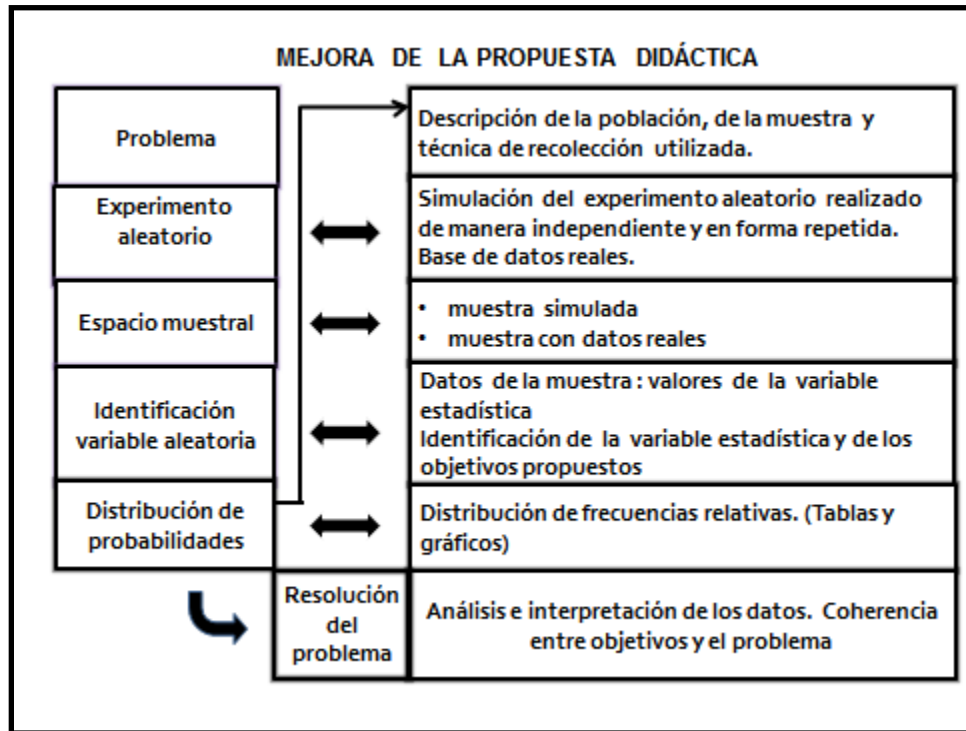 MEJORA DE LA PROPUESTA DIDÁCTICA
Problema
Descripción de la población, de la muestra y
técnica de recolección utilizada.
Experimento
aleatorio
Simulación del experimento aleatorio realizado
de manera independiente y en forma repetida.
Base de datos reales.
Espacio muestral
• muestra simulada
• muestra con datos reales
Identificación
variable aleatoria
Datos de la muestra : valores de la variable
estadística
Identificación de la variable estadística y de los
objetivos propuestos
Distribución de
probabilidades
Distribución de frecuencias relativas. (Tablas y
gráficos)
Resolución
del
problema
Análisis e interpretación de los datos. Coherencia
entre objetivos y el problema